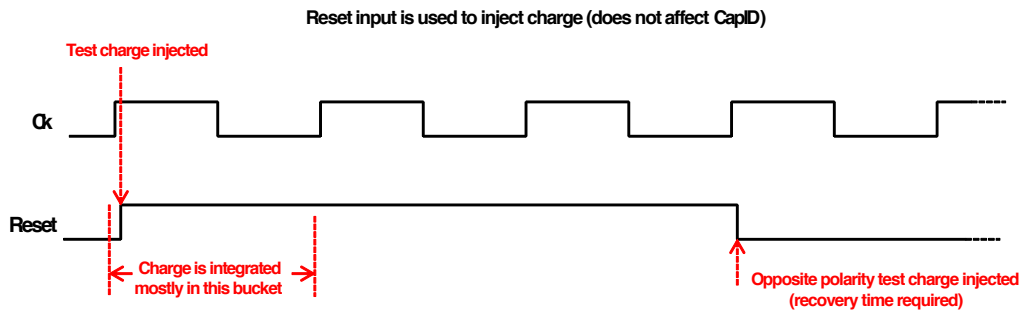 Reset input is used to inject charge (does not affect CapID)
Test charge injected
Ck
Reset
Charge is integrated
mostly in this bucket
Opposite polarity test charge injected
(recovery time required)